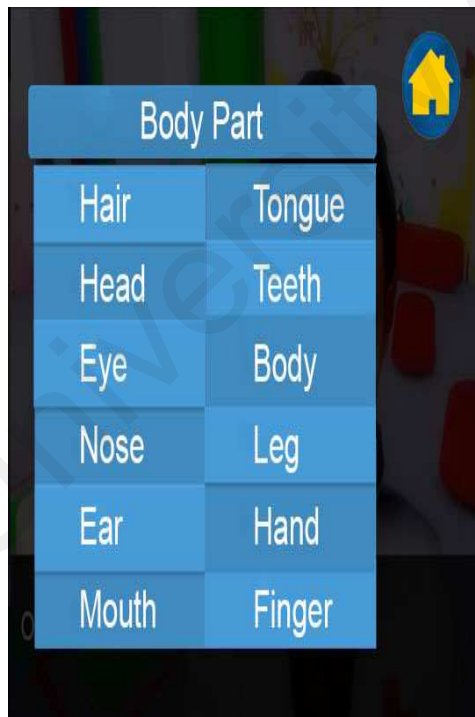 Body Part
Hair Tongue
Head Teeth
Eye Body
Nose Leg
Ear Hand
Mouth Finger